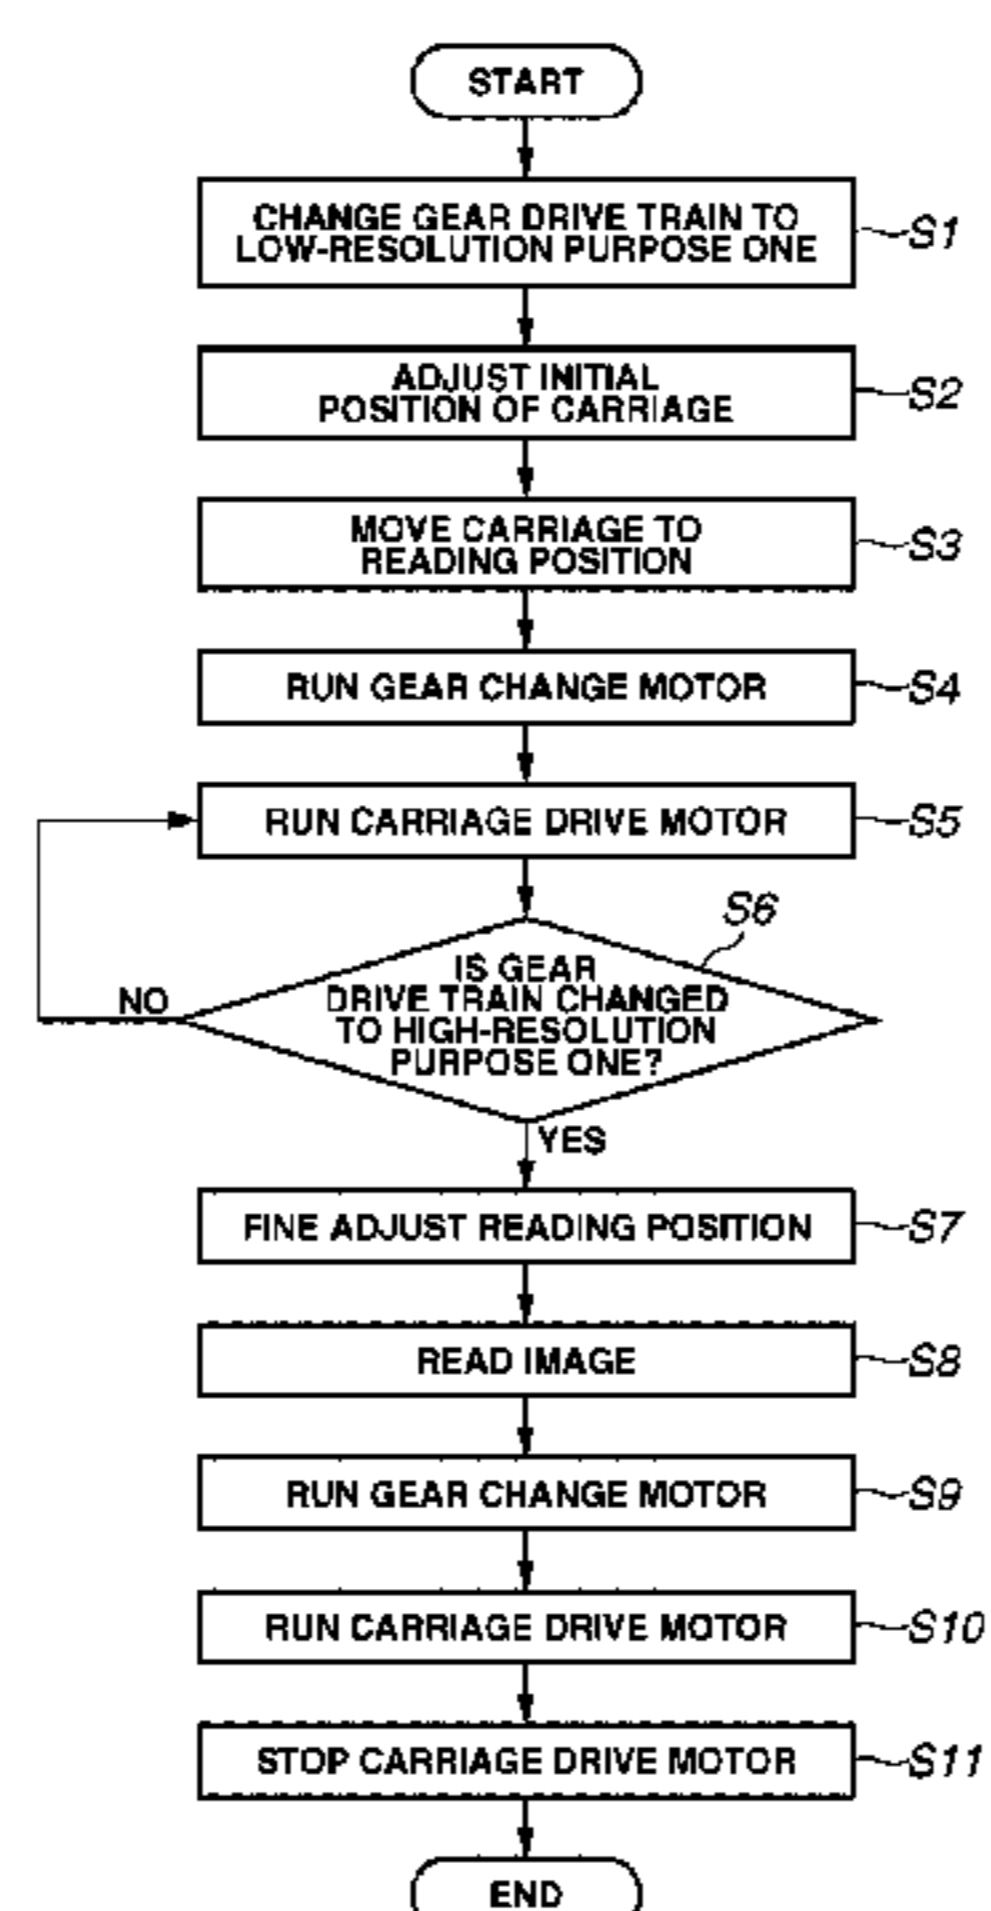 START
CHANGE GEAR DRIVE TRAIN TO
LOW-RESOLUTION PURPOSE ONE
S1
ADJUST INITIAL
POSITION OF CARRIAGE
S2
MOVE CARRIAGE TO
READING POSITION
S3
RUN GEAR CHANGE MOTOR
S4
RUN CARRIAGE DRIVE MOTOR
S5
S6
IS GEAR
DRIVE TRAIN CHANGED
TO HIGH-RESOLUTION
PURPOSE ONE?
NO
YES
FINE ADJUST READING POSITION
S7
READ IMAGE
S8
RUN GEAR CHANGE MOTOR
S9
RUN CARRIAGE DRIVE MOTOR
S10
STOP CARRIAGE DRIVE MOTOR
S11
END